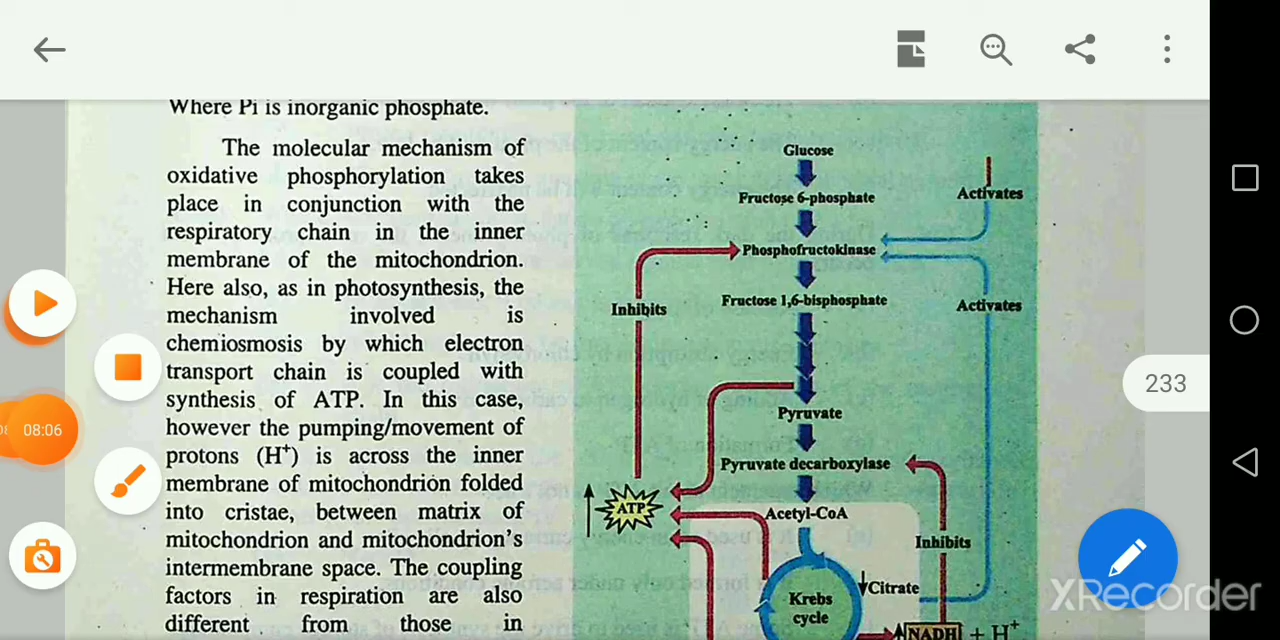 Where Pi is inorganic phosphate.
The molecular mechanism of
oxidative phosphorylation takes
place in conjunction with the
respiratory chain in the inner
membrane of the mitochondrion.
Here also, as in photosynthesis, the
mechanism involved is
chemiosmosis by which electron
transport chain is coupled with
synthesis of ATP. In this case,
however the pumping/movement of
protons (H⁺) is across the inner
membrane of mitochondrion folded
into cristae, between matrix of
mitochondrion and mitochondrion's
intermembrane space. The coupling
factors in respiration are also
different from those in
Glucose
Fructose 6-phosphate
Activates
Phosphofructokinase
Fructose 1,6-bisphosphate
Inhibits
Activates
Pyruvate
Pyruvate decarboxylase
ATP
Acetyl-CoA
Inhibits
Citrate
Krebs
cycle
NADH + H⁺
233
08:06
XRecorder